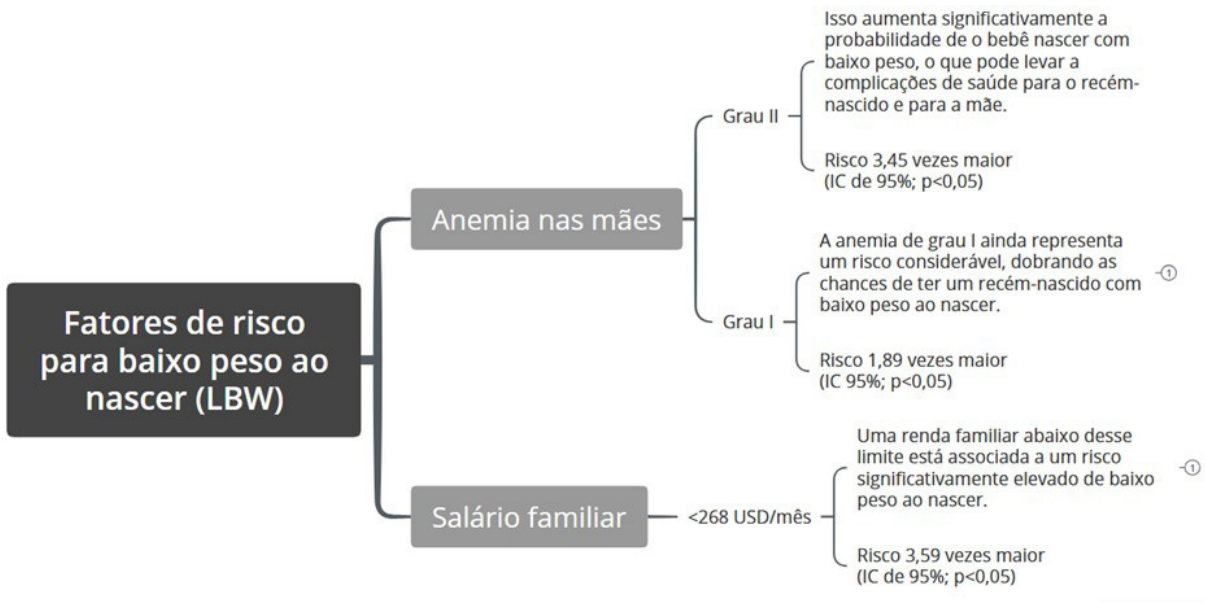 Fatores de risco
para baixo peso ao
nascer (LBW)
Anemia nas mães
Grau II
Isso aumenta significativamente a
probabilidade de o bebê nascer com
baixo peso, o que pode levar a
complicações de saúde para o recém-
nascido e para a mãe.
Risco 3,45 vezes maior
(IC de 95%; p<0,05)
Grau I
A anemia de grau I ainda representa
um risco considerável, dobrando as
chances de ter um recém-nascido com
baixo peso ao nascer.
1
Risco 1,89 vezes maior
(IC 95%; p<0,05)
Salário familiar
<268 USD/mês
Uma renda familiar abaixo desse
limite está associada a um risco
significativamente elevado de baixo
peso ao nascer.
1
Risco 3,59 vezes maior
(IC de 95%; p<0,05)